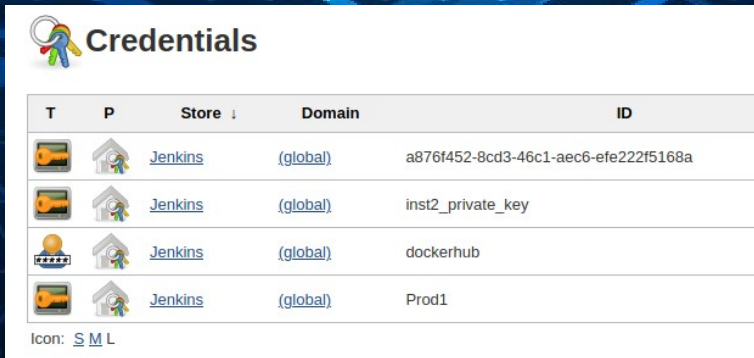 Credentials
T P Store ↓ Domain ID
Jenkins (global) a876f452-8cd3-46c1-aec6-efe222f5168a
Jenkins (global) inst2_private_key
***** Jenkins (global) dockerhub
Jenkins (global) Prod1
Icon: S M L